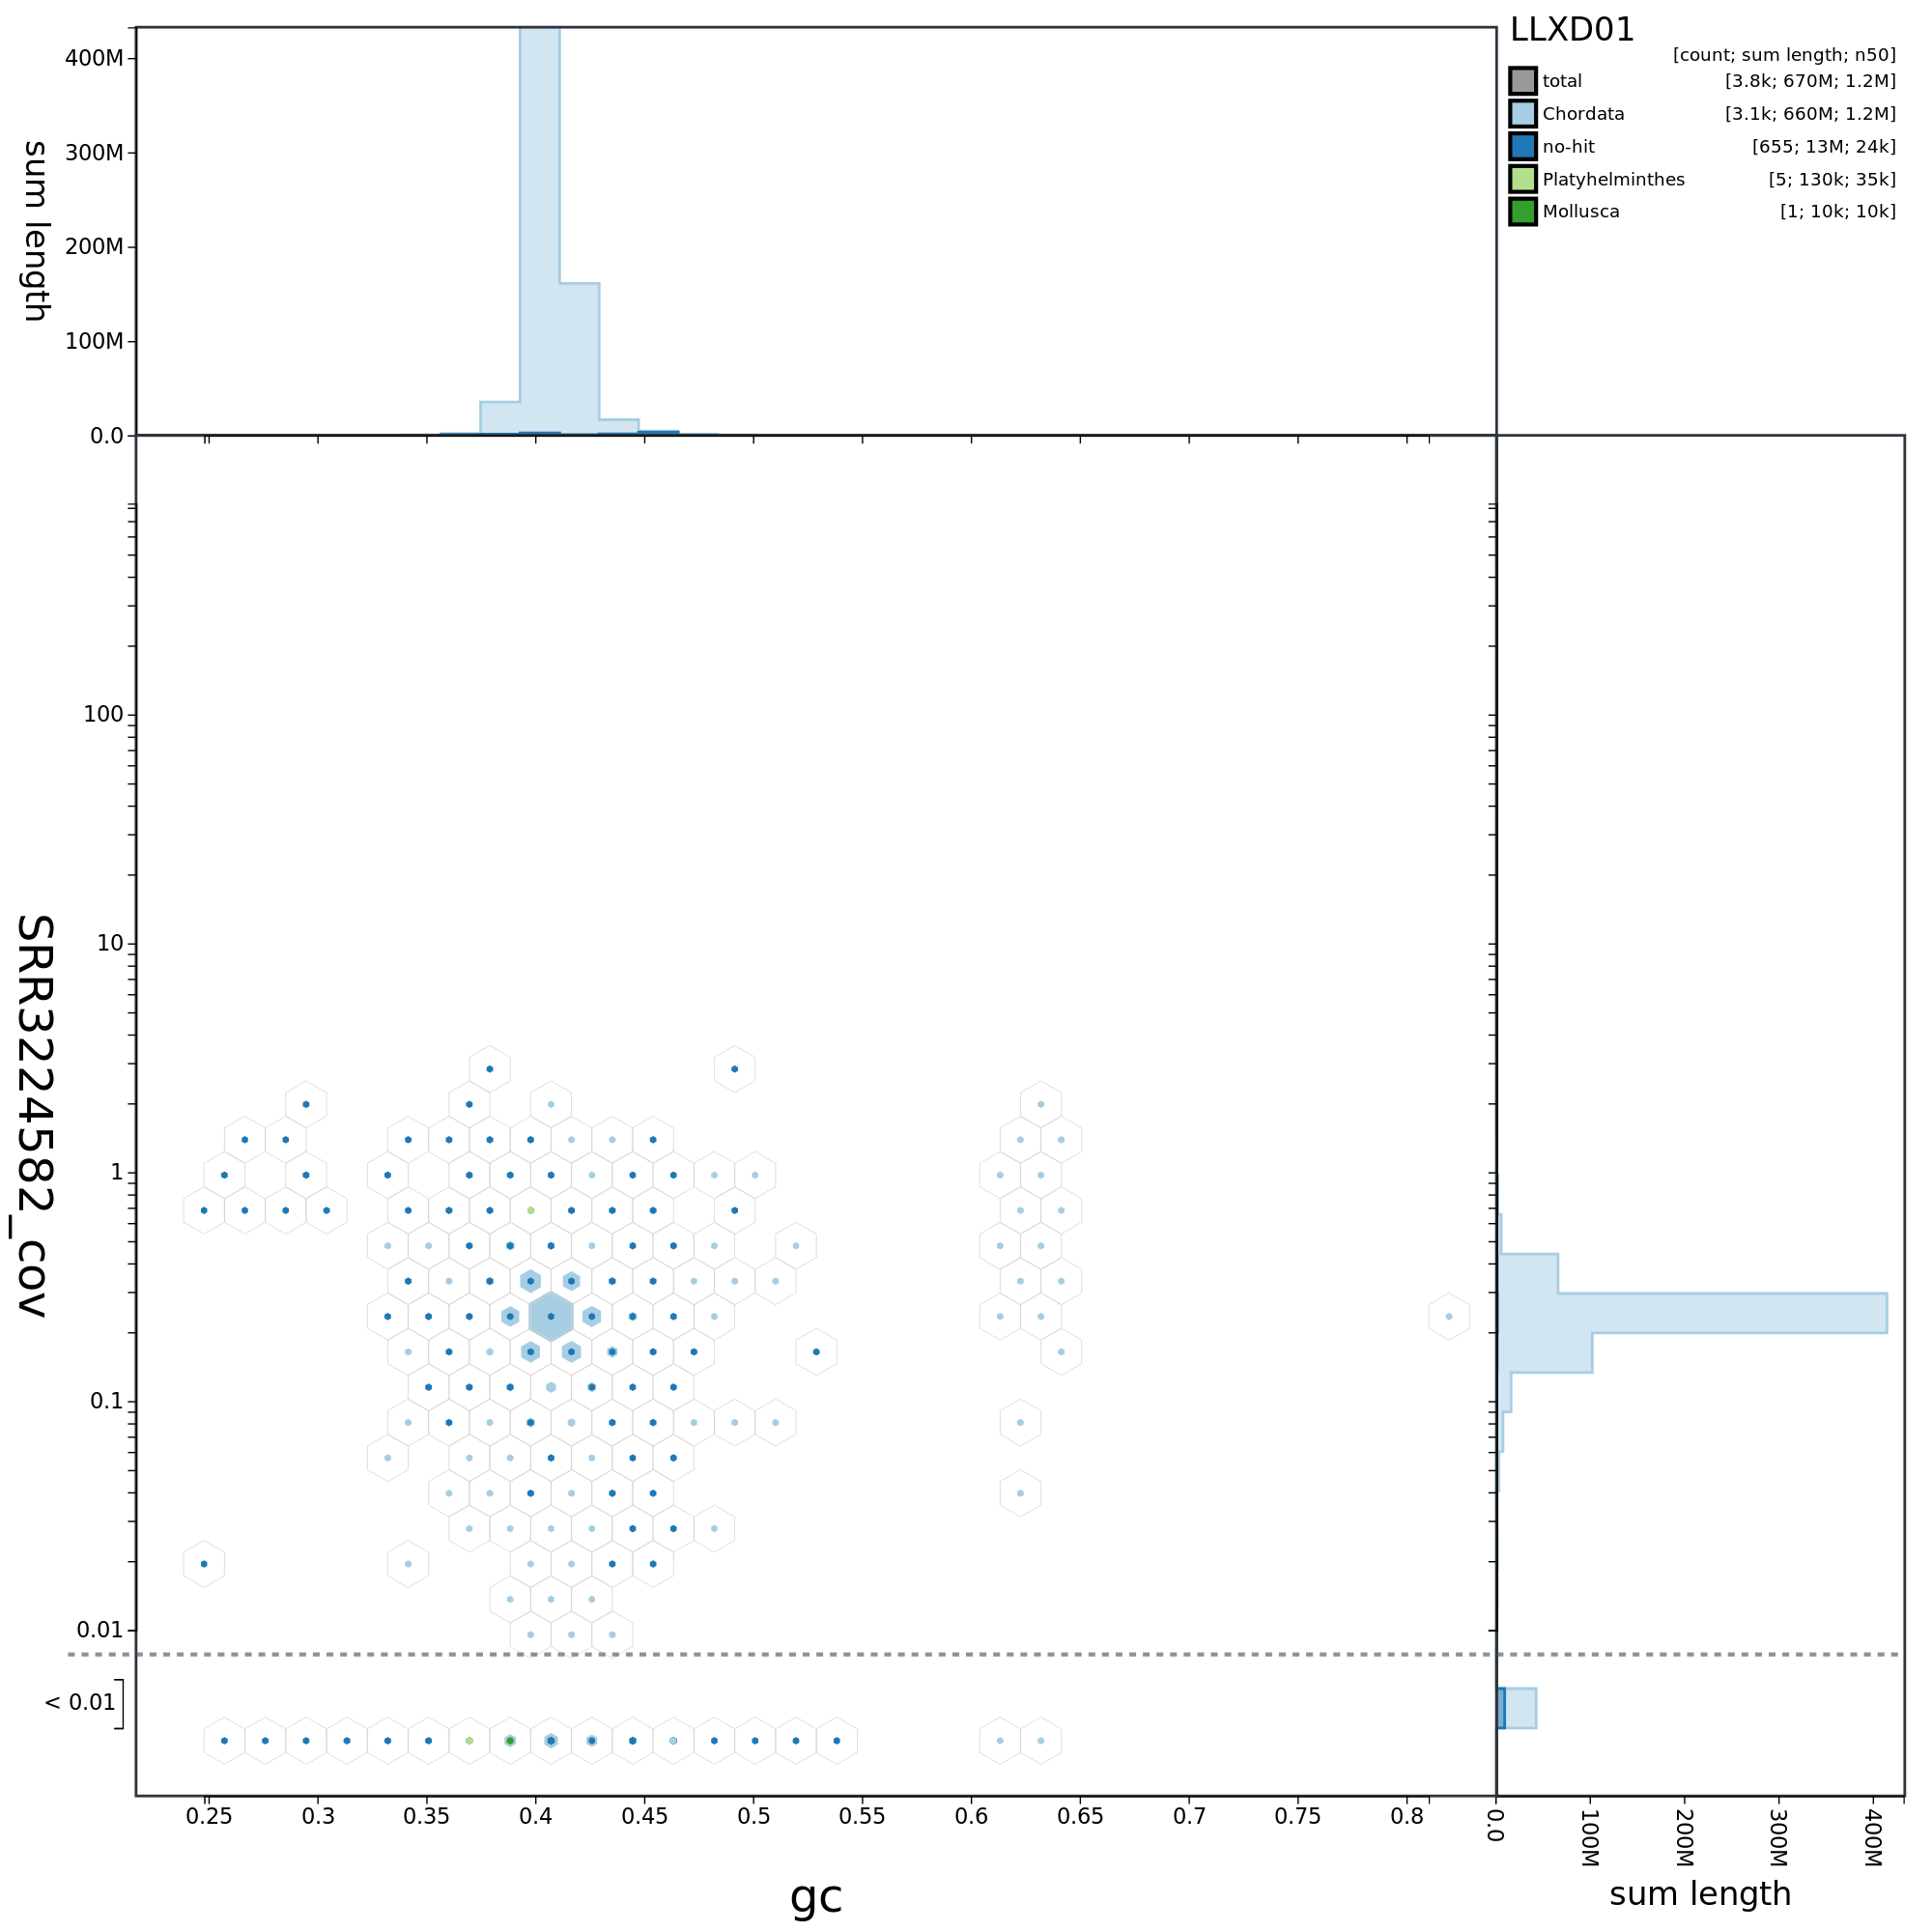 LLXD01
[count; sum length; n50]
total [3.8k; 670M; 1.2M]
Chordata [3.1k; 660M; 1.2M]
no-hit [655; 13M; 24k]
Platyhelminthes [5; 130k; 35k]
Mollusca [1; 10k; 10k]
sum length
400M
300M
200M
100M
0.0
SRR3224582_cov
100
10
1
0.1
0.01
< 0.01
0.25 0.3 0.35 0.4 0.45 0.5 0.55 0.6 0.65 0.7 0.75 0.8
gc
0.0 100M 200M 300M 400M
sum length